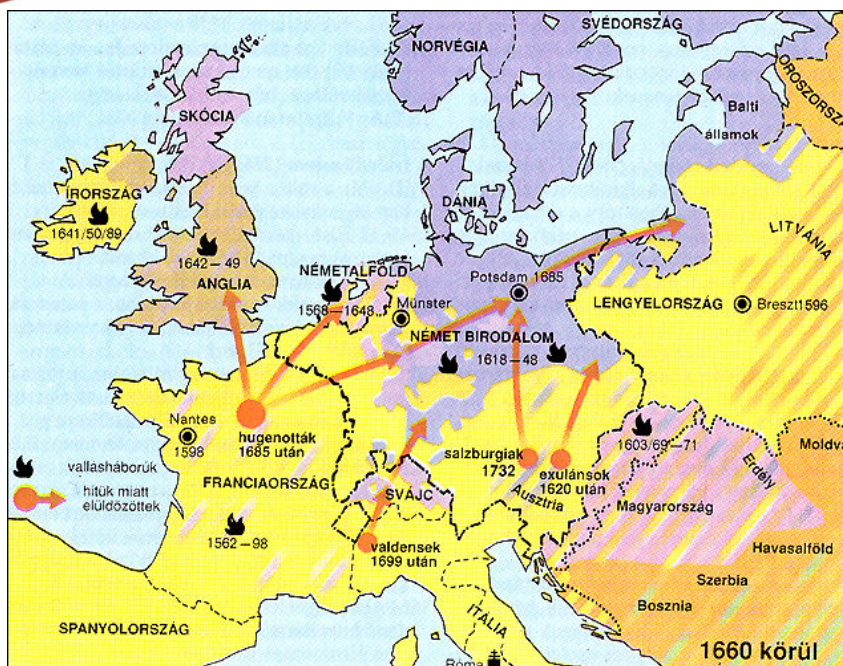 NORVÉGIA
SVÉDORSZÁG
OROSZORSZÁ
Balti
államok
SKÓCIA
ÍRORSZÁG
1641/50/89
1642 – 49
ANGLIA
DÁNIA
LITVÁNIA
NÉMETALFÖLD
1568–1648
Münster
Potsdam 1685
LENGYELORSZÁG
Breszt 1596
NÉMET BIRODALOM
1618 – 48
Nantes
1598
hugenották
1685 után
vallasháborúk
hitük miatt
elüldözöttek
FRANCIAORSZÁG
1562 – 98
SVÁJC
valdensek
1699 után
salzburgiak
1732
exulánsok
1620 után
Ausztria
1603/69 – 71
Magyarország
Erdély
Moldva
Havasalföld
Szerbia
Bosznia
SPANYOLORSZÁG
ITÁLIA
Róma
1660 körül